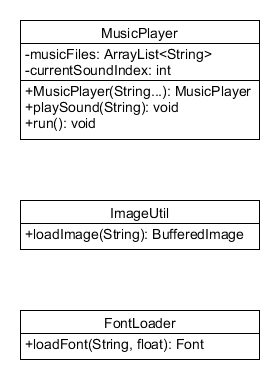 MusicPlayer
-musicFiles: ArrayList<String>
-currentSoundIndex: int
+MusicPlayer(String...): MusicPlayer
+playSound(String): void
+run(): void
ImageUtil
+loadImage(String): BufferedImage
FontLoader
+loadFont(String, float): Font